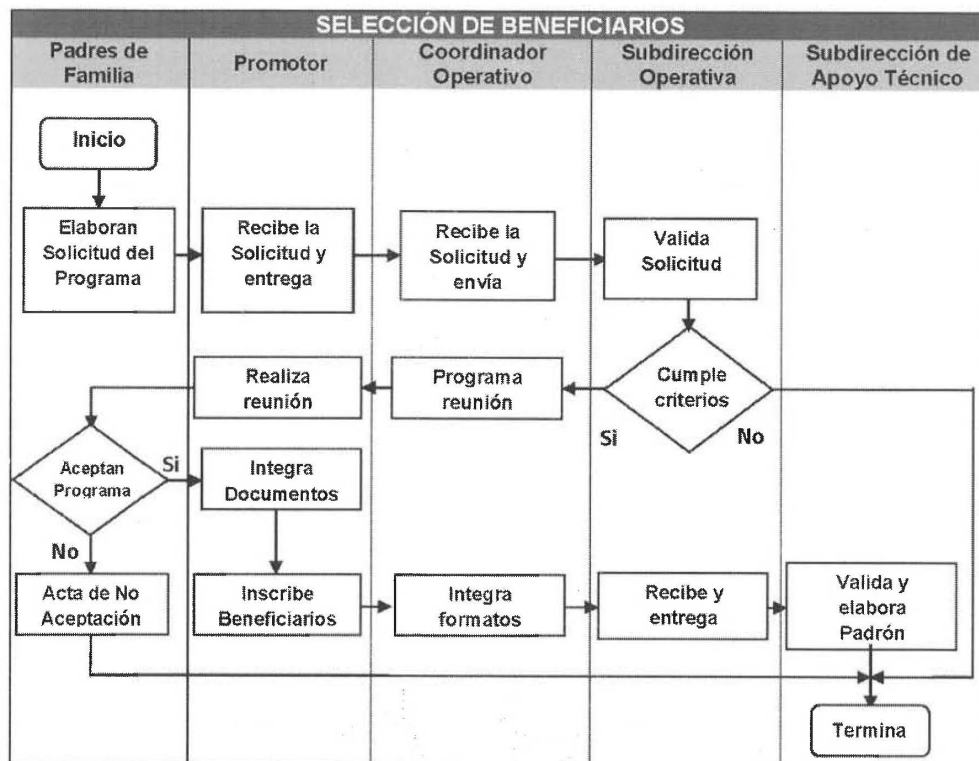 SELECCIÓN DE BENEFICIARIOS
Padres de
Familia
Promotor
Coordinador
Operativo
Subdirección
Operativa
Subdirección de
Apoyo Técnico
Inicio
Elaboran
Solicitud del
Programa
Recibe la
Solicitud y
entrega
Recibe la
Solicitud y
envía
Valida
Solicitud
Cumple
criterios
Si
No
Programa
reunión
Realiza
reunión
Aceptan
Programa
Si
No
Integra
Documentos
Acta de No
Aceptación
Inscribe
Beneficiarios
Integra
formatos
Recibe y
entrega
Valida y
elabora
Padrón
Termina